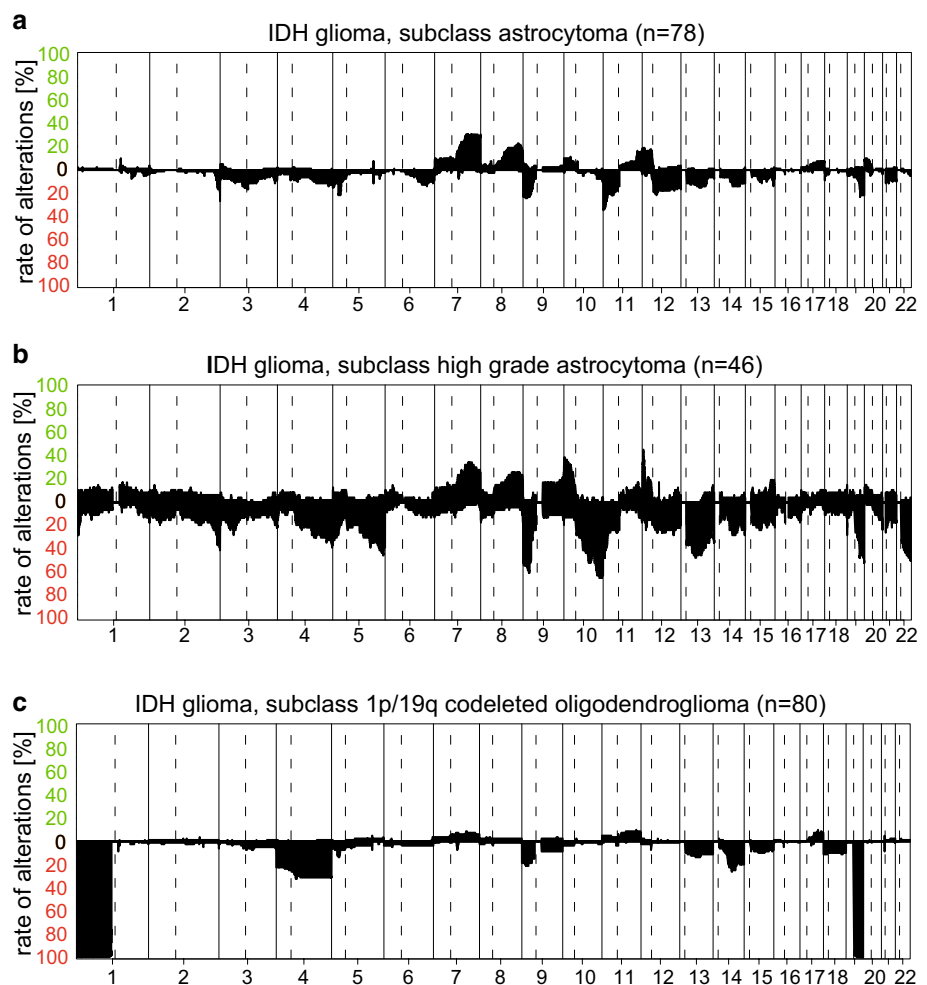 a
IDH glioma, subclass astrocytoma (n=78)
rate of alterations [%]
100
80
60
40
20
0
20
40
60
80
100
1 2 3 4 5 6 7 8 9 10 11 12 13 14 15 16 17 18 20 22
b
IDH glioma, subclass high grade astrocytoma (n=46)
rate of alterations [%]
100
80
60
40
20
0
20
40
60
80
100
1 2 3 4 5 6 7 8 9 10 11 12 13 14 15 16 17 18 20 22
c
IDH glioma, subclass 1p/19q codeleted oligodendroglioma (n=80)
rate of alterations [%]
100
80
60
40
20
0
20
40
60
80
100
1 2 3 4 5 6 7 8 9 10 11 12 13 14 15 16 17 18 20 22